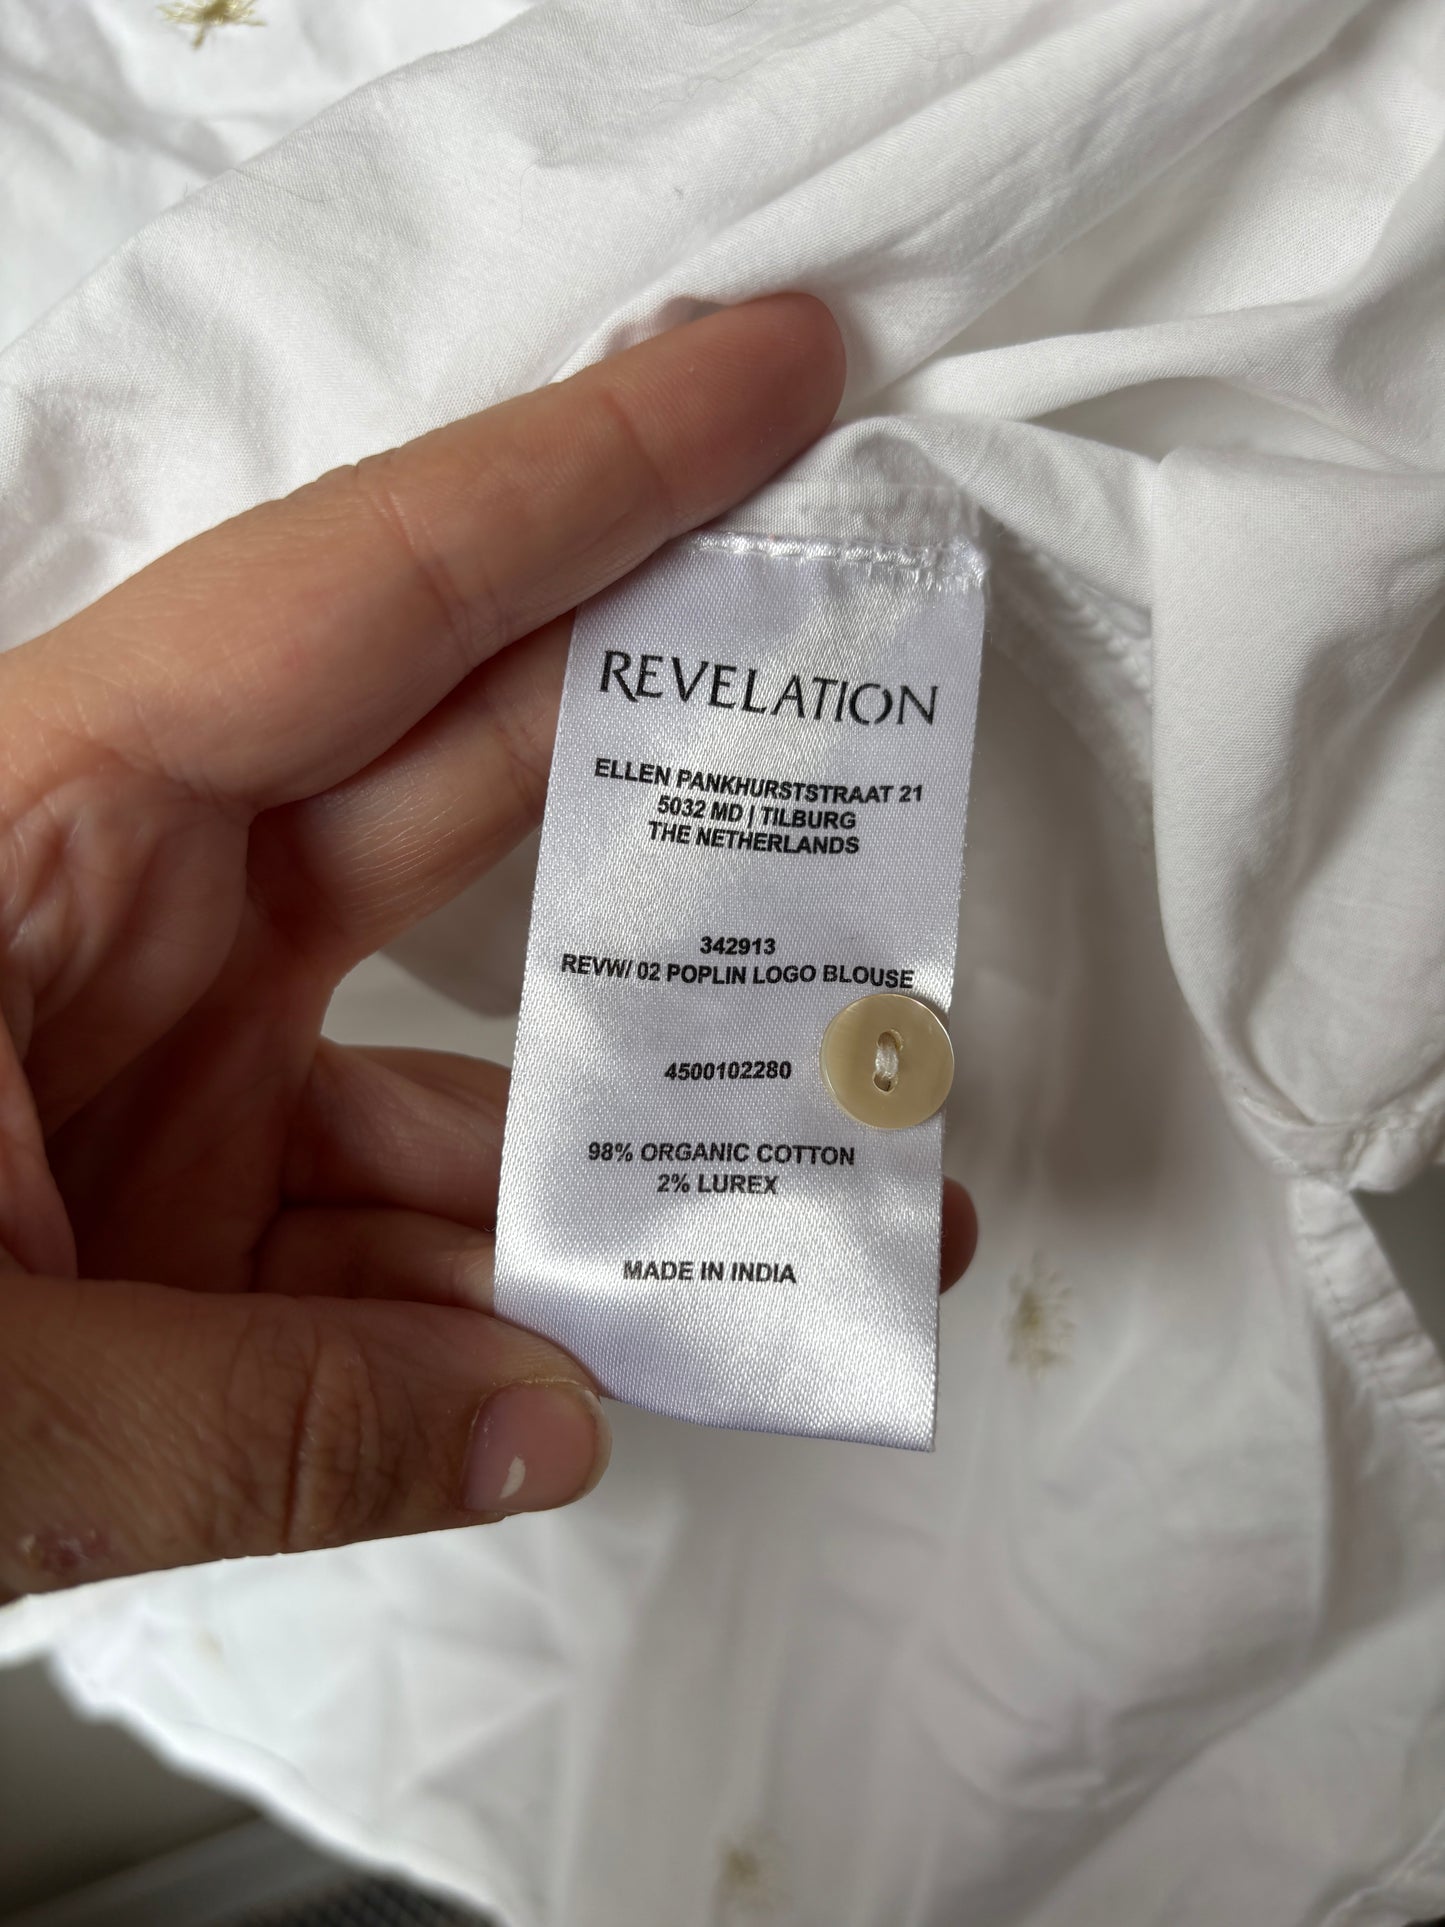 REVELATION
ELLEN PANKHURSTSTRAAT 21
5032 MD | TILBURG
THE NETHERLANDS
342913
REVW/ 02 POPLIN LOGO BLOUSE
4500102280
98% ORGANIC COTTON
2% LUREX
MADE IN INDIA